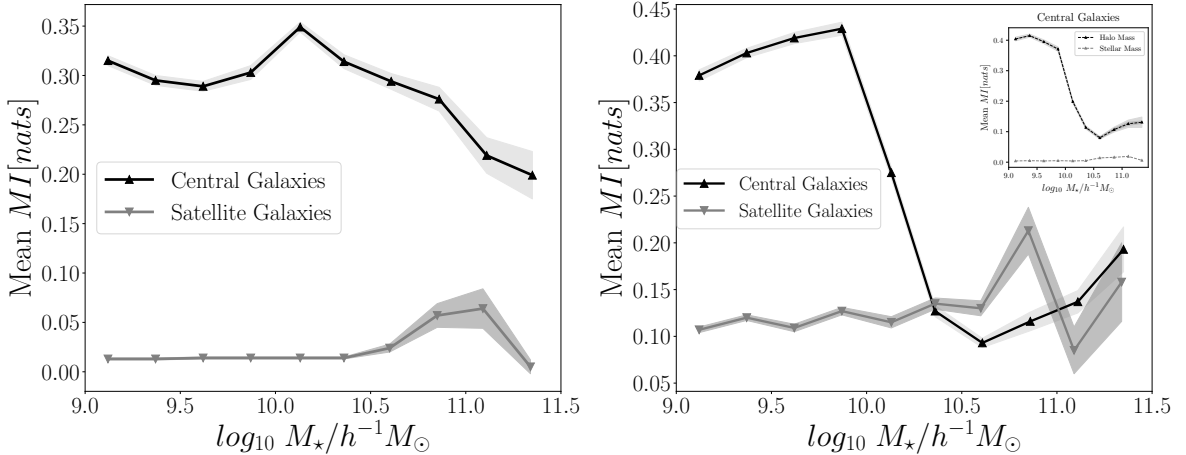 0.35
0.30
0.25
0.20
0.15
0.10
0.05
0.00
Mean MI[nats]
Central Galaxies
Satellite Galaxies
9.0 9.5 10.0 10.5 11.0 11.5
log₁₀ M⋆/h⁻¹M⊙
0.45
0.40
0.35
0.30
0.25
0.20
0.15
0.10
0.05
Mean MI[nats]
Central Galaxies
Satellite Galaxies
9.0 9.5 10.0 10.5 11.0 11.5
log₁₀ M⋆/h⁻¹M⊙
Central Galaxies
Halo Mass
Stellar Mass
0.4
0.3
0.2
0.1
0.0
Mean MI[nats]
9.0 9.5 10.0 10.5 11.0
log₁₀ M⋆/h⁻¹M⊙